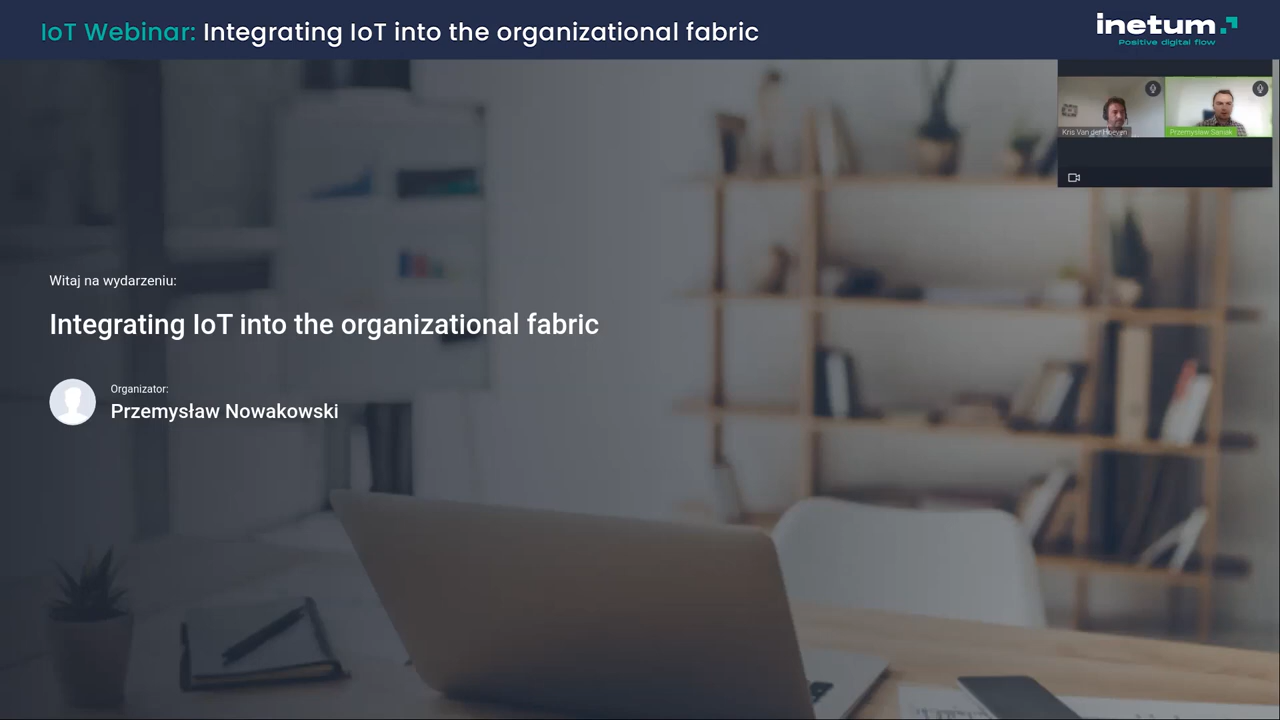 IoT Webinar: Integrating IoT into the organizational fabric
inetum
Positive digital flow
Kris Van der Hoeven
Przemysław Saniak
Witaj na wydarzeniu:
Integrating IoT into the organizational fabric
Organizator:
Przemysław Nowakowski